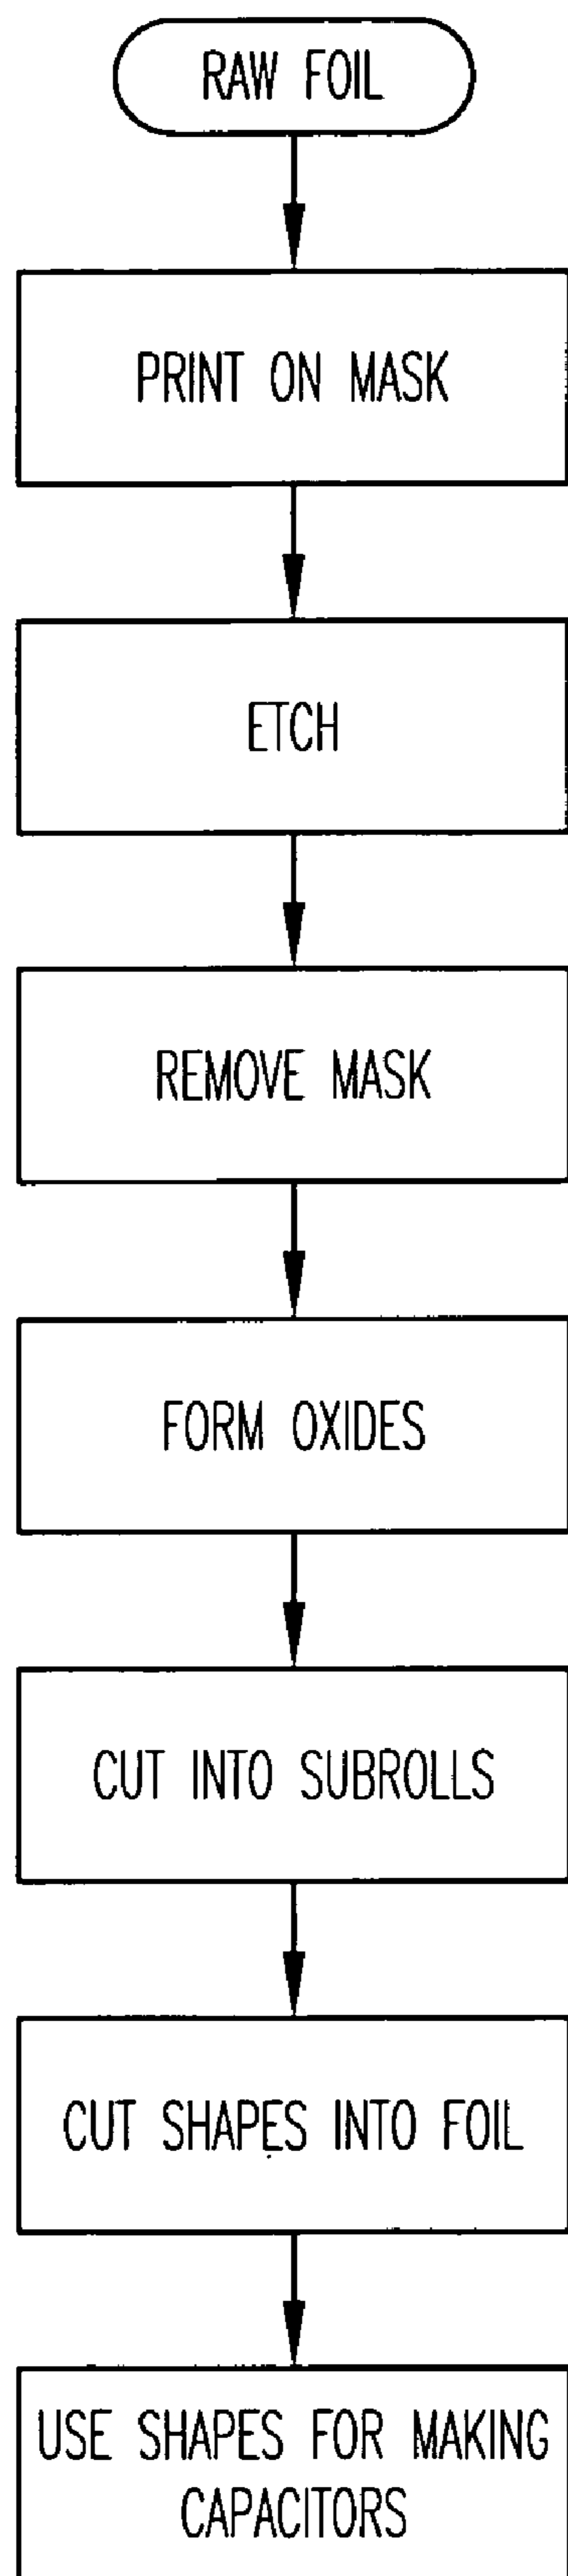 RAW FOIL
PRINT ON MASK
ETCH
REMOVE MASK
FORM OXIDES
CUT INTO SUBROLLS
CUT SHAPES INTO FOIL
USE SHAPES FOR MAKING
CAPACITORS